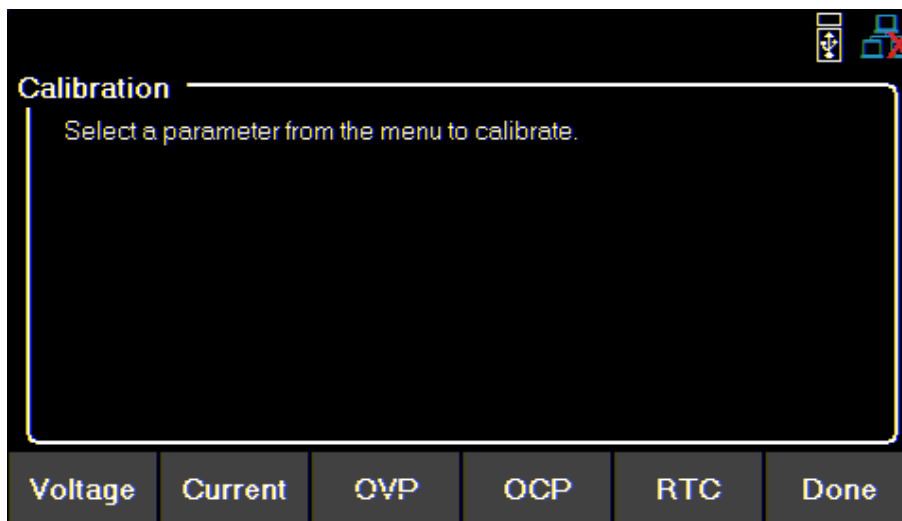 Calibration
Select a parameter from the menu to calibrate.
Voltage Current OVP OCP RTC Done